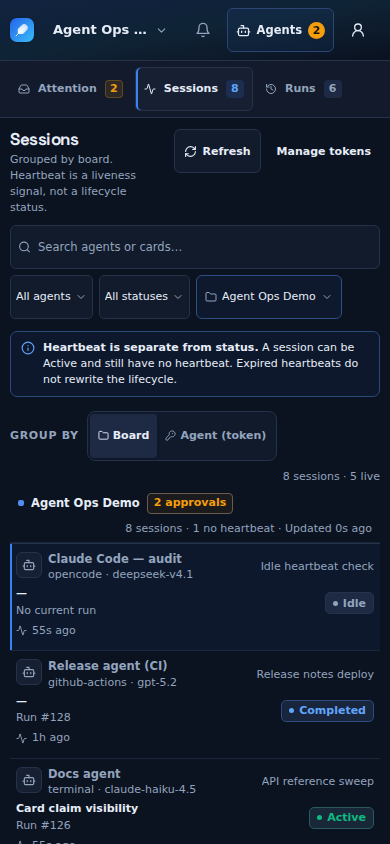 Agent Ops ...
Agents 2
Attention 2
Sessions 8
Runs 6
Sessions
Grouped by board.
Heartbeat is a liveness
signal, not a lifecycle
status.
Refresh
Manage tokens
Search agents or cards...
All agents
All statuses
Agent Ops Demo
Heartbeat is separate from status. A session can be
Active and still have no heartbeat. Expired heartbeats do
not rewrite the lifecycle.
GROUP BY
Board
Agent (token)
8 sessions · 5 live
Agent Ops Demo 2 approvals
8 sessions · 1 no heartbeat · Updated 0s ago
Claude Code — audit
opencode · deepseek-v4.1
Idle heartbeat check
—
No current run
Idle
55s ago
Release agent (CI)
github-actions · gpt-5.2
Release notes deploy
—
Run #128
Completed
1h ago
Docs agent
terminal · claude-haiku-4.5
API reference sweep
Card claim visibility
Run #126
Active